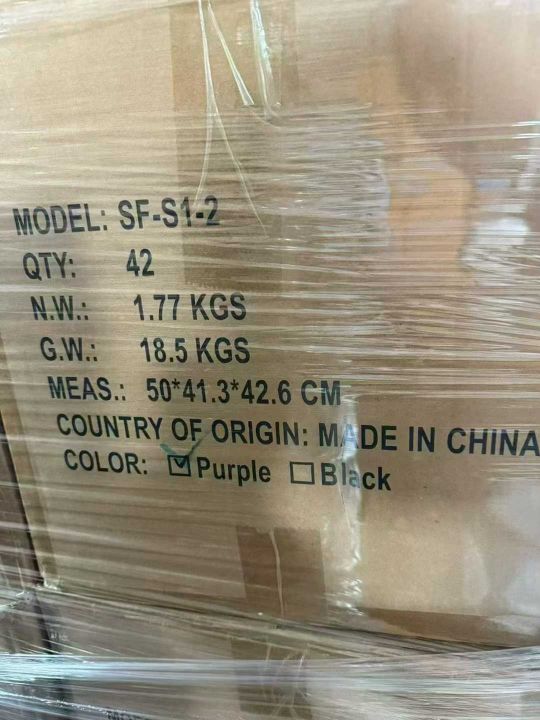 MODEL: SF-S1-2
QTY: 42
N.W.: 1.77 KGS
G.W.: 18.5 KGS
MEAS.: 50*41.3*42.6 CM
COUNTRY OF ORIGIN: MADE IN CHINA
COLOR: ☑Purple ☐Black